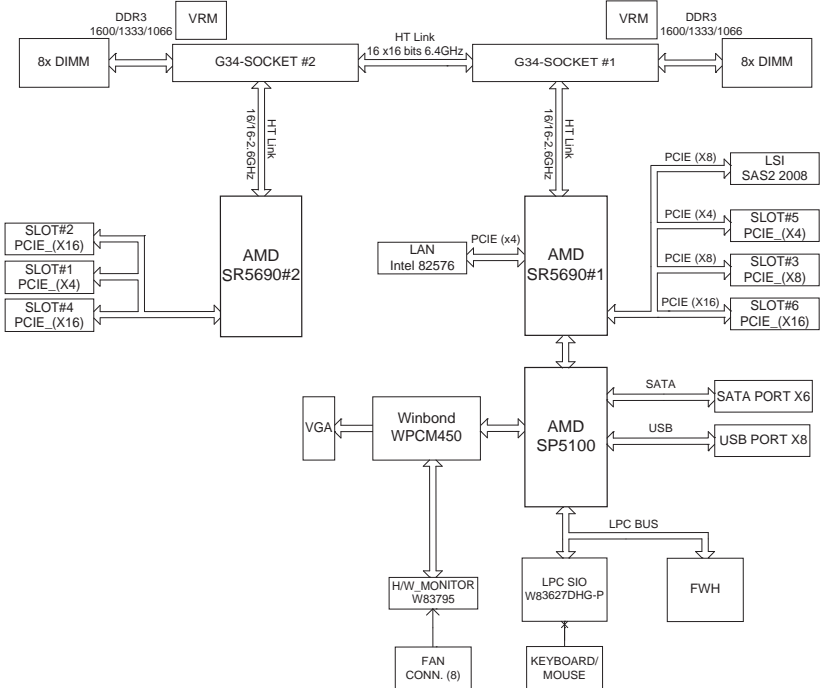 DDR3
1600/1333/1066
VRM
HT Link
16 x16 bits 6.4GHz
VRM
DDR3
1600/1333/1066
8x DIMM
G34-SOCKET #2
G34-SOCKET #1
8x DIMM
HT Link
16/16-2.6GHz
HT Link
16/16-2.6GHz
AMD
SR5690#2
SLOT#2
PCIE_(X16)
SLOT#1
PCIE_(X4)
SLOT#4
PCIE_(X16)
LAN
Intel 82576
PCIE (x4)
AMD
SR5690#1
PCIE (X8)
LSI
SAS2 2008
PCIE (X4)
SLOT#5
PCIE_(X4)
PCIE (X8)
SLOT#3
PCIE_(X8)
PCIE (X16)
SLOT#6
PCIE_(X16)
VGA
Winbond
WPCM450
AMD
SP5100
SATA
SATA PORT X6
USB
USB PORT X8
LPC BUS
H/W_MONITOR
W83795
LPC SIO
W83627DHG-P
FWH
FAN
CONN. (8)
KEYBOARD/
MOUSE